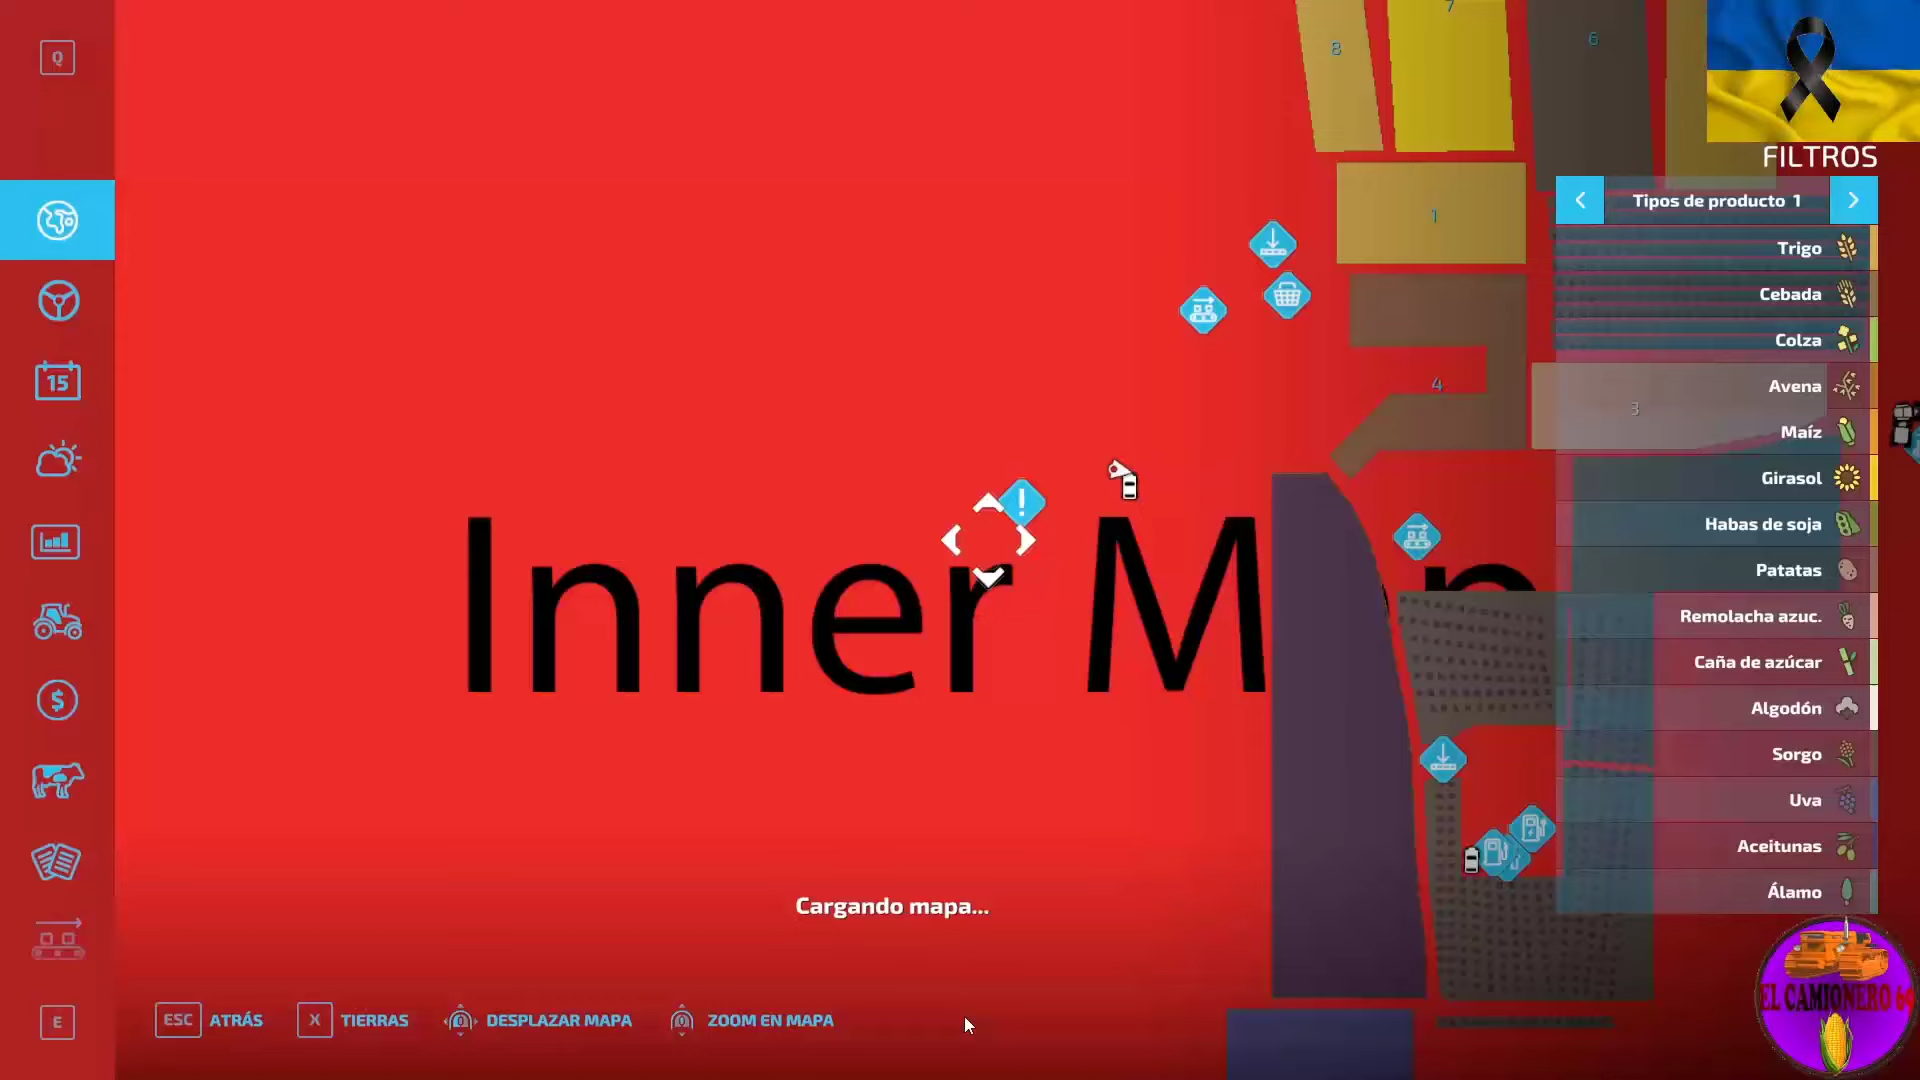 Q
7
8
6
FILTROS
Tipos de producto 1
1
Trigo
Cebada
Colza
Avena
4
3
15
Maíz
Girasol
Habas de soja
Inner M p
Patatas
Remolacha azuc.
Caña de azúcar
Algodón
Sorgo
Uva
Aceitunas
Álamo
Cargando mapa...
EL CAMIONERO
E
ESC ATRÁS
X TIERRAS
DESPLAZAR MAPA
ZOOM EN MAPA